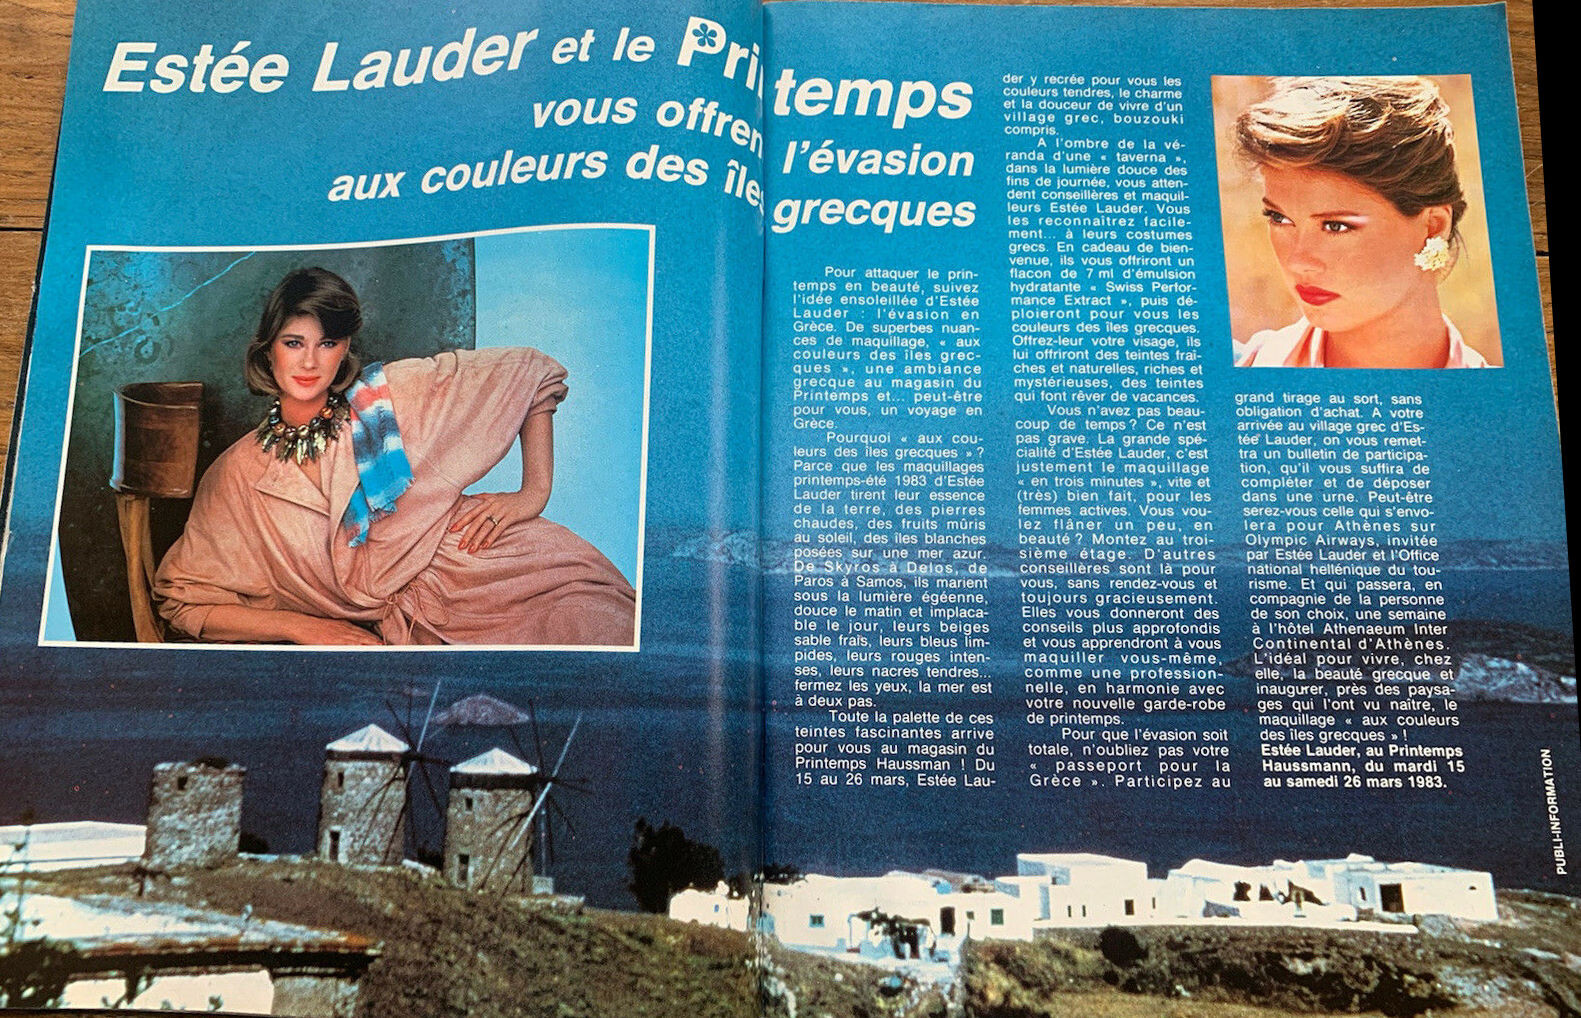 Estée Lauder et le Printemps
vous offrent l'évasion
aux couleurs des îles grecques
Pour attaquer le prin-
temps en beauté, suivez
l'idée ensoleillée d'Estée
Lauder : l'évasion en
Grèce. De superbes nuan-
ces de maquillage, « aux
couleurs des îles grec-
ques », une ambiance
grecque au magasin du
Printemps et... peut-être
pour vous, un voyage en
Grèce.
Pourquoi « aux cou-
leurs des îles grecques » ?
Parce que les maquillages
printemps-été 1983 d'Estée
Lauder tirent leur essence
de la terre, des pierres
chaudes, des fruits mûris
au soleil, des îles blanches
posées sur une mer azur.
De Skyros à Delos, de
Paros à Samos, ils marient
sous la lumière égéenne,
douce le matin et implaca-
ble le jour, leurs beiges
sable frais, leurs bleus lim-
pides, leurs rouges inten-
ses, leurs nacres tendres...
fermez les yeux, la mer est
à deux pas.
Toute la palette de ces
teintes fascinantes arrive
pour vous au magasin du
Printemps Haussman ! Du
15 au 26 mars, Estée Lau-
der y recrée pour vous les
couleurs tendres, le charme
et la douceur de vivre d'un
village grec, bouzouki
compris.
A l'ombre de la vé-
randa d'une « taverna »,
dans la lumière douce des
fins de journée, vous atten-
dent conseillères et maquil-
leurs Estée Lauder. Vous
les reconnaîtrez facile-
ment... à leurs costumes
grecs. En cadeau de bien-
venue, ils vous offriront un
flacon de 7 ml d'émulsion
hydratante « Swiss Perfor-
mance Extract », puis dé-
ploieront pour vous les
couleurs des îles grecques.
Offrez-leur votre visage, ils
lui offriront des teintes fraî-
ches et naturelles, riches et
mystérieuses, des teintes
qui font rêver de vacances.
Vous n'avez pas beau-
coup de temps ? Ce n'est
pas grave. La grande spé-
cialité d'Estée Lauder, c'est
justement le maquillage
« en trois minutes », vite et
(très) bien fait, pour les
femmes actives. Vous vou-
lez flâner un peu, en
beauté ? Montez au troi-
sième étage. D'autres
conseillères sont là pour
vous, sans rendez-vous et
toujours gracieusement.
Elles vous donneront des
conseils plus approfondis
et vous apprendront à vous
maquiller vous-même,
comme une profession-
nelle, en harmonie avec
votre nouvelle garde-robe
de printemps.
Pour que l'évasion soit
totale, n'oubliez pas votre
« passeport pour la
Grèce ». Participez au
grand tirage au sort, sans
obligation d'achat. A votre
arrivée au village grec d'Es-
tée Lauder, on vous remet-
tra un bulletin de participa-
tion, qu'il vous suffira de
compléter et de déposer
dans une urne. Peut-être
serez-vous celle qui s'envo-
lera pour Athènes sur
Olympic Airways, invitée
par Estée Lauder et l'Office
national hellénique du tou-
risme. Et qui passera, en
compagnie de la personne
de son choix, une semaine
à l'hôtel Athenaeum Inter
Continental d'Athènes.
L'idéal pour vivre, chez
elle, la beauté grecque et
inaugurer, près des paysa-
ges qui l'ont vu naître, le
maquillage « aux couleurs
des îles grecques » !
Estée Lauder, au Printemps
Haussmann, du mardi 15
au samedi 26 mars 1983.
PUBLI-INFORMATION